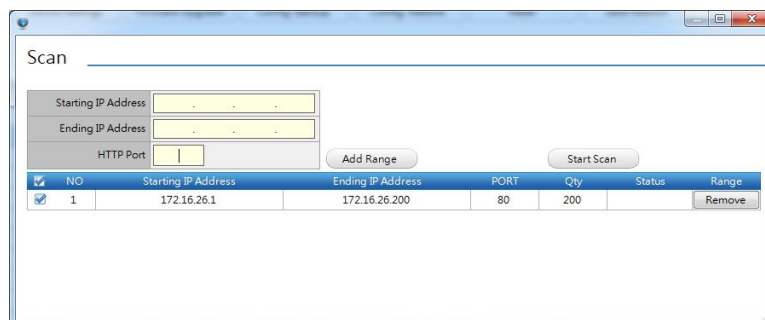 Scan
Starting IP Address . . .
Ending IP Address . . .
HTTP Port
Add Range Start Scan
NO Starting IP Address Ending IP Address PORT Qty Status Range
1 172.16.26.1 172.16.26.200 80 200 Remove